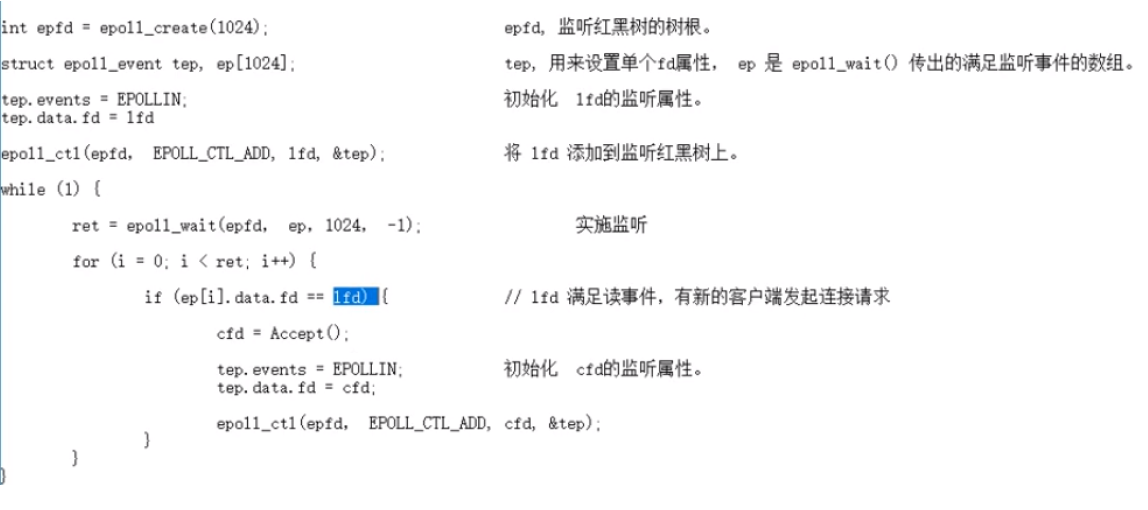 int epfd = epoll_create(1024); epfd, 监听红黑树的树根。
struct epoll_event tep, ep[1024]; tep, 用来设置单个fd属性， ep 是 epoll_wait() 传出的满足监听事件的数组。
tep.events = EPOLLIN; 初始化 lfd的监听属性。
tep.data.fd = lfd
epoll_ctl(epfd, EPOLL_CTL_ADD, lfd, &tep); 将 lfd 添加到监听红黑树上。
while (1) {
ret = epoll_wait(epfd, ep, 1024, -1); 实施监听
for (i = 0; i < ret; i++) {
if (ep[i].data.fd == lfd) { // lfd 满足读事件，有新的客户端发起连接请求
cfd = Accept();
tep.events = EPOLLIN; 初始化 cfd的监听属性。
tep.data.fd = cfd;
epoll_ctl(epfd, EPOLL_CTL_ADD, cfd, &tep);
}
}
}